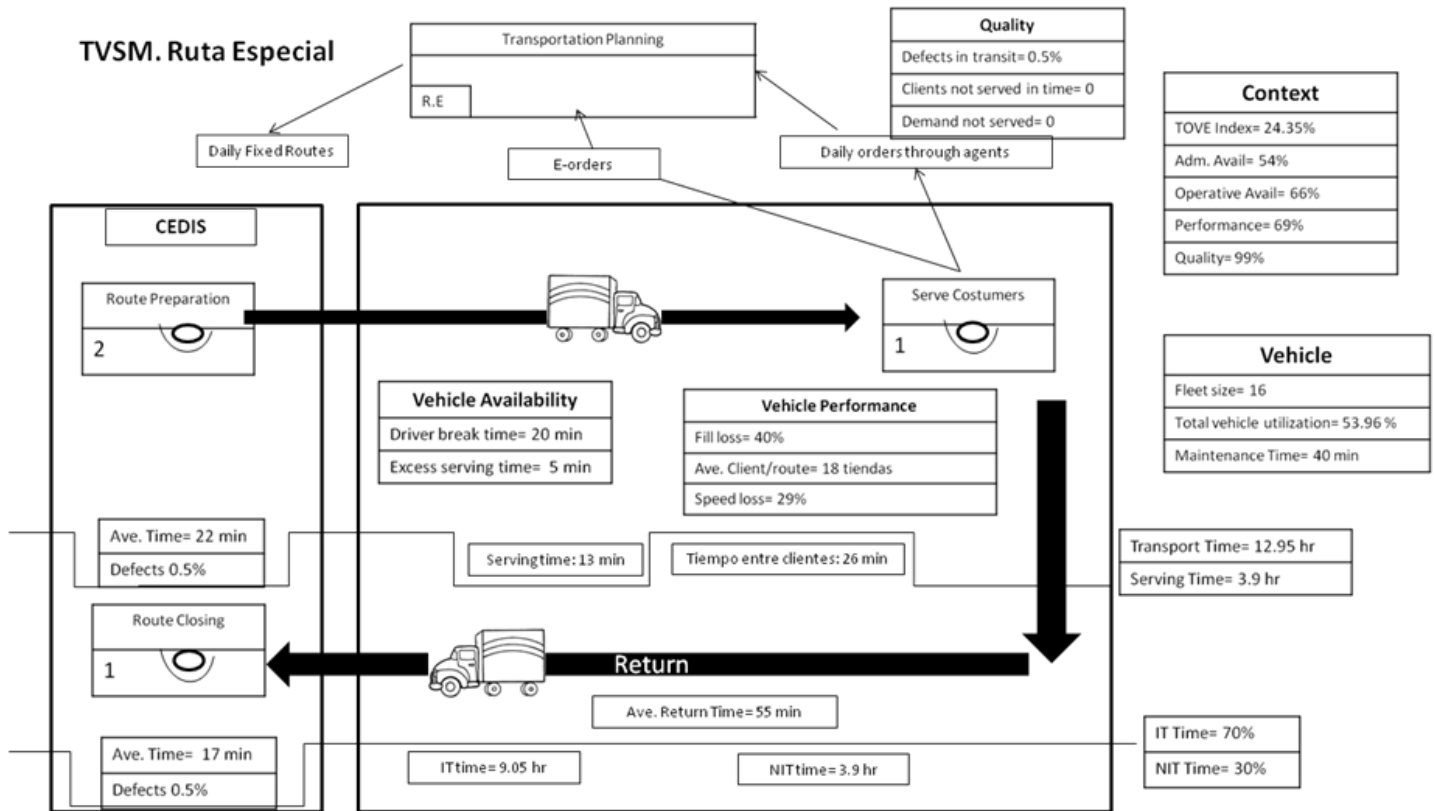 TVSM. Ruta Especial
Transportation Planning
R.E
Quality
Defects in transit= 0.5%
Clients not served in time= 0
Demand not served= 0
Context
TOVE Index= 24.35%
Adm. Avail= 54%
Operative Avail= 66%
Performance= 69%
Quality= 99%
Daily Fixed Routes
E-orders
Daily orders through agents
CEDIS
Route Preparation
2
Serve Costumers
1
Vehicle
Fleet size= 16
Total vehicle utilization= 53.96 %
Maintenance Time= 40 min
Vehicle Availability
Driver break time= 20 min
Excess serving time= 5 min
Vehicle Performance
Fill loss= 40%
Ave. Client/route= 18 tiendas
Speed loss= 29%
Ave. Time= 22 min
Defects 0.5%
Serving time: 13 min
Tiempo entre clientes: 26 min
Transport Time= 12.95 hr
Serving Time= 3.9 hr
Route Closing
1
Return
Ave. Return Time= 55 min
Ave. Time= 17 min
Defects 0.5%
IT time= 9.05 hr
NIT time= 3.9 hr
IT Time= 70%
NIT Time= 30%